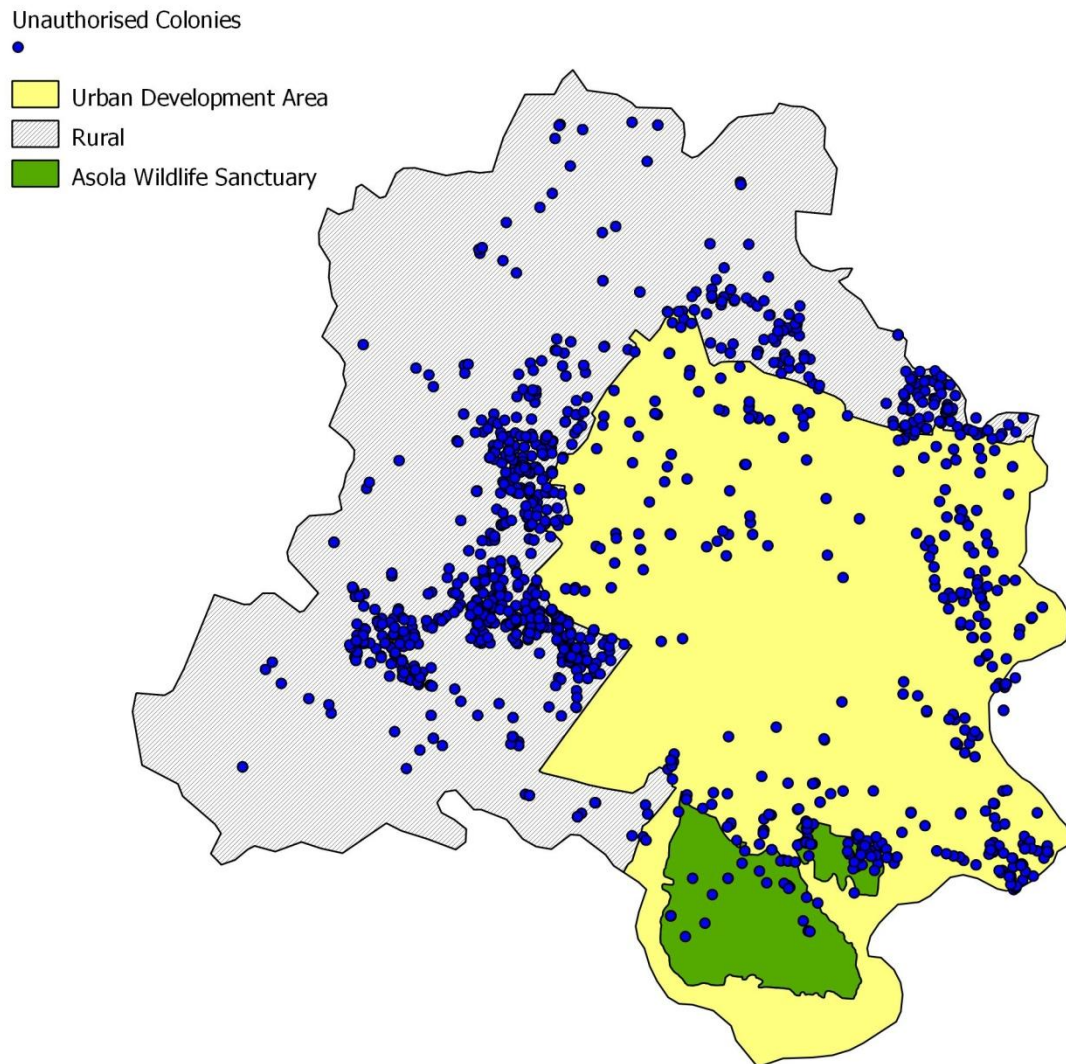 Unauthorised Colonies
Urban Development Area
Rural
Asola Wildlife Sanctuary